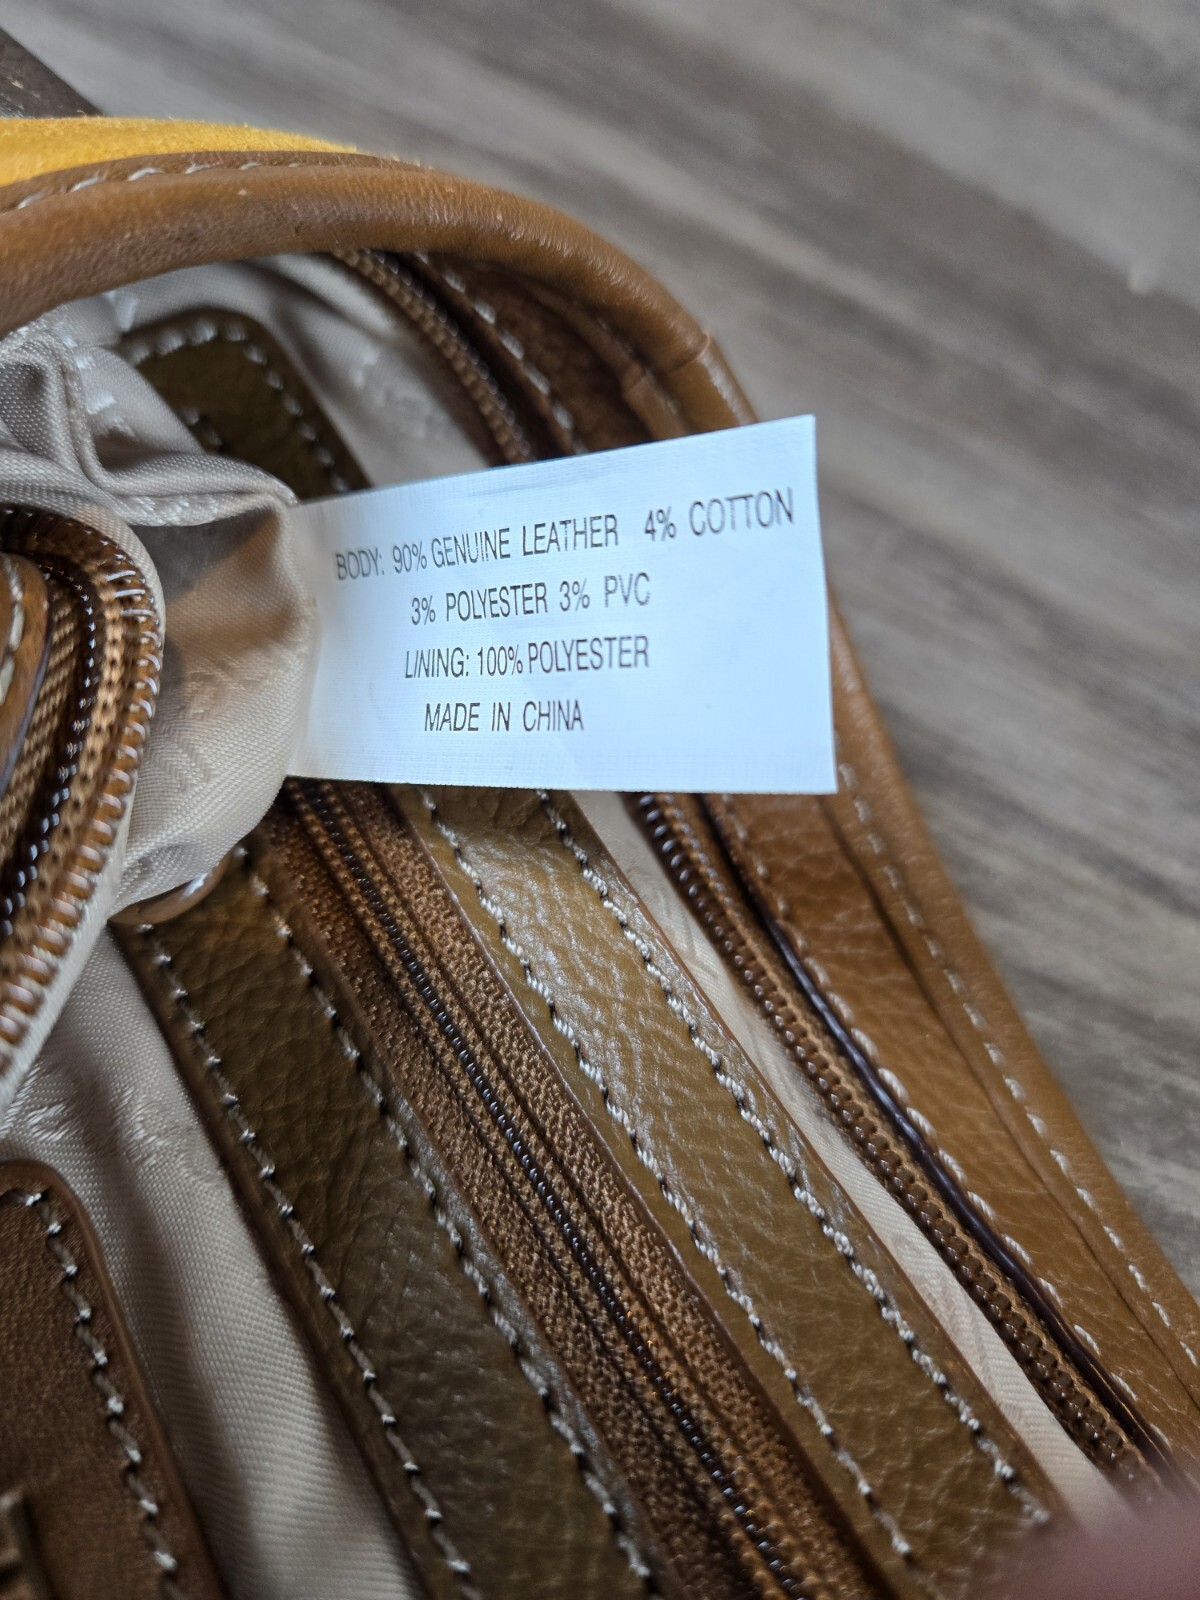 BODY: 90% GENUINE LEATHER 4% COTTON
3% POLYESTER 3% PVC
LINING: 100% POLYESTER
MADE IN CHINA